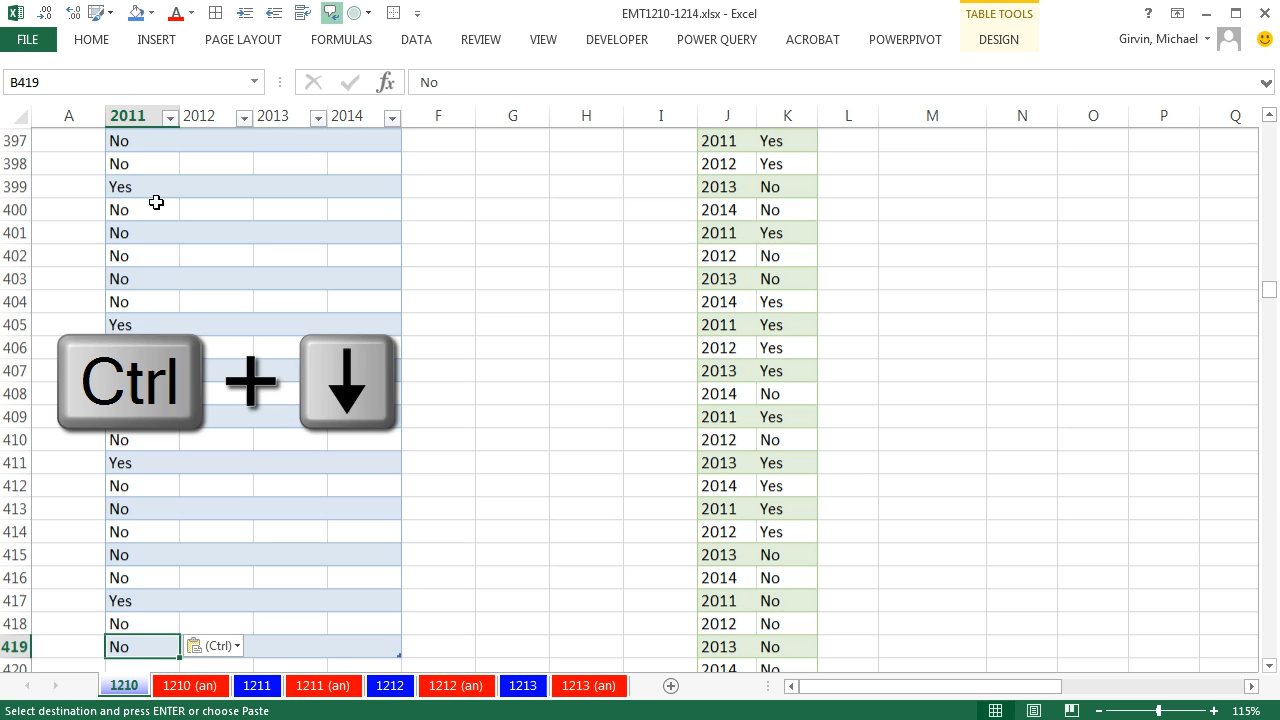 EMT1210-1214.xlsx - Excel
TABLE TOOLS
FILE HOME INSERT PAGE LAYOUT FORMULAS DATA REVIEW VIEW DEVELOPER POWER QUERY ACROBAT POWERPIVOT DESIGN Girvin, Michael
B419 fx No
A 2011 2012 2013 2014 F G H I J K L M N O P Q
397 No 2011 Yes
398 No 2012 Yes
399 Yes 2013 No
400 No 2014 No
401 No 2011 Yes
402 No 2012 No
403 No 2013 No
404 No 2014 Yes
405 Yes 2011 Yes
406 2012 Yes
407 2013 Yes
408 2014 No
409 2011 Yes
Ctrl + ↓
410 No 2012 No
411 Yes 2013 Yes
412 No 2014 Yes
413 No 2011 Yes
414 No 2012 Yes
415 No 2013 No
416 No 2014 No
417 Yes 2011 No
418 No 2012 No
419 No (Ctrl) 2013 No
420 2014 No
1210 1210 (an) 1211 1211 (an) 1212 1212 (an) 1213 1213 (an)
Select destination and press ENTER or choose Paste 115%